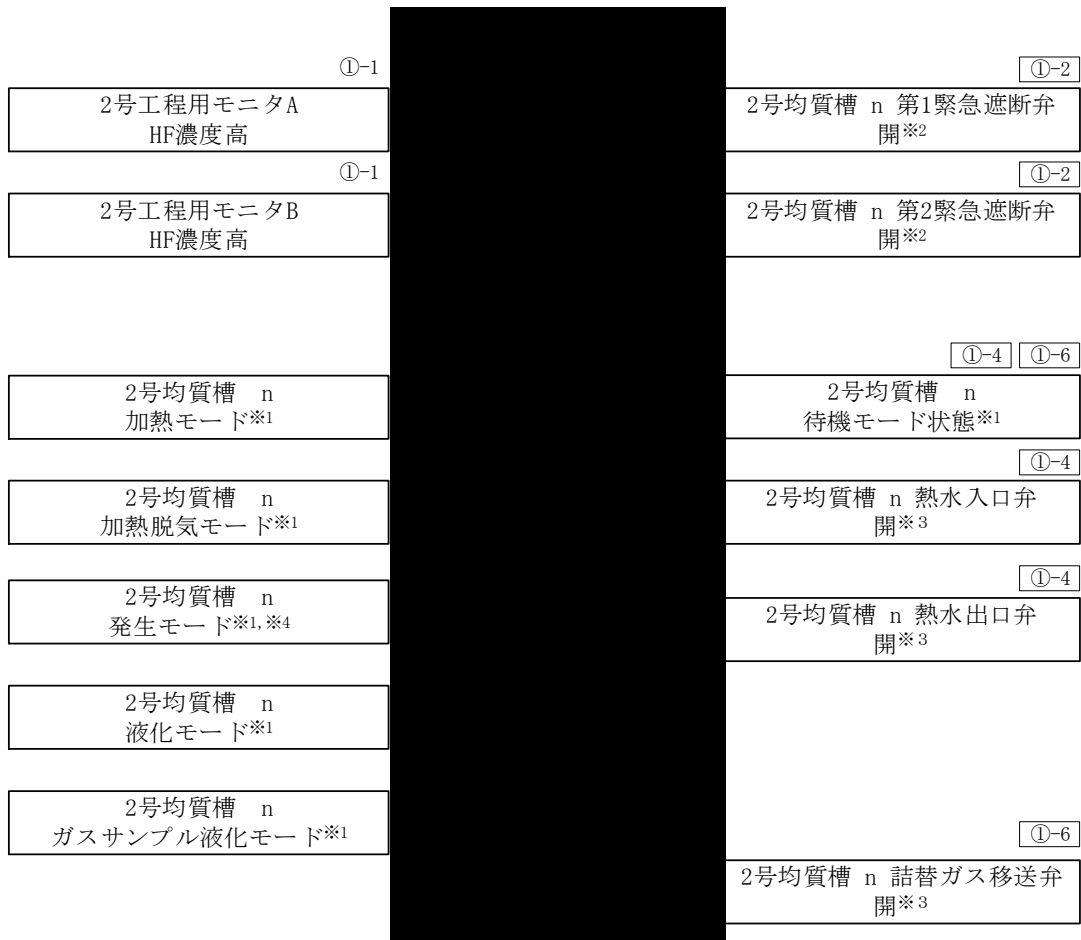 ①-1
2号工程用モニタA
HF濃度高
①-1
2号工程用モニタB
HF濃度高
2号均質槽 n
加熱モード※1
2号均質槽 n
加熱脱気モード※1
2号均質槽 n
発生モード※1,※4
2号均質槽 n
液化モード※1
2号均質槽 n
ガスサンプル液化モード※1
①-2
2号均質槽 n 第1緊急遮断弁
開※2
①-2
2号均質槽 n 第2緊急遮断弁
開※2
①-4 ①-6
2号均質槽 n
待機モード状態※1
①-4
2号均質槽 n 熱水入口弁
開※3
①-4
2号均質槽 n 熱水出口弁
開※3
①-6
2号均質槽 n 詰替ガス移送弁
開※3